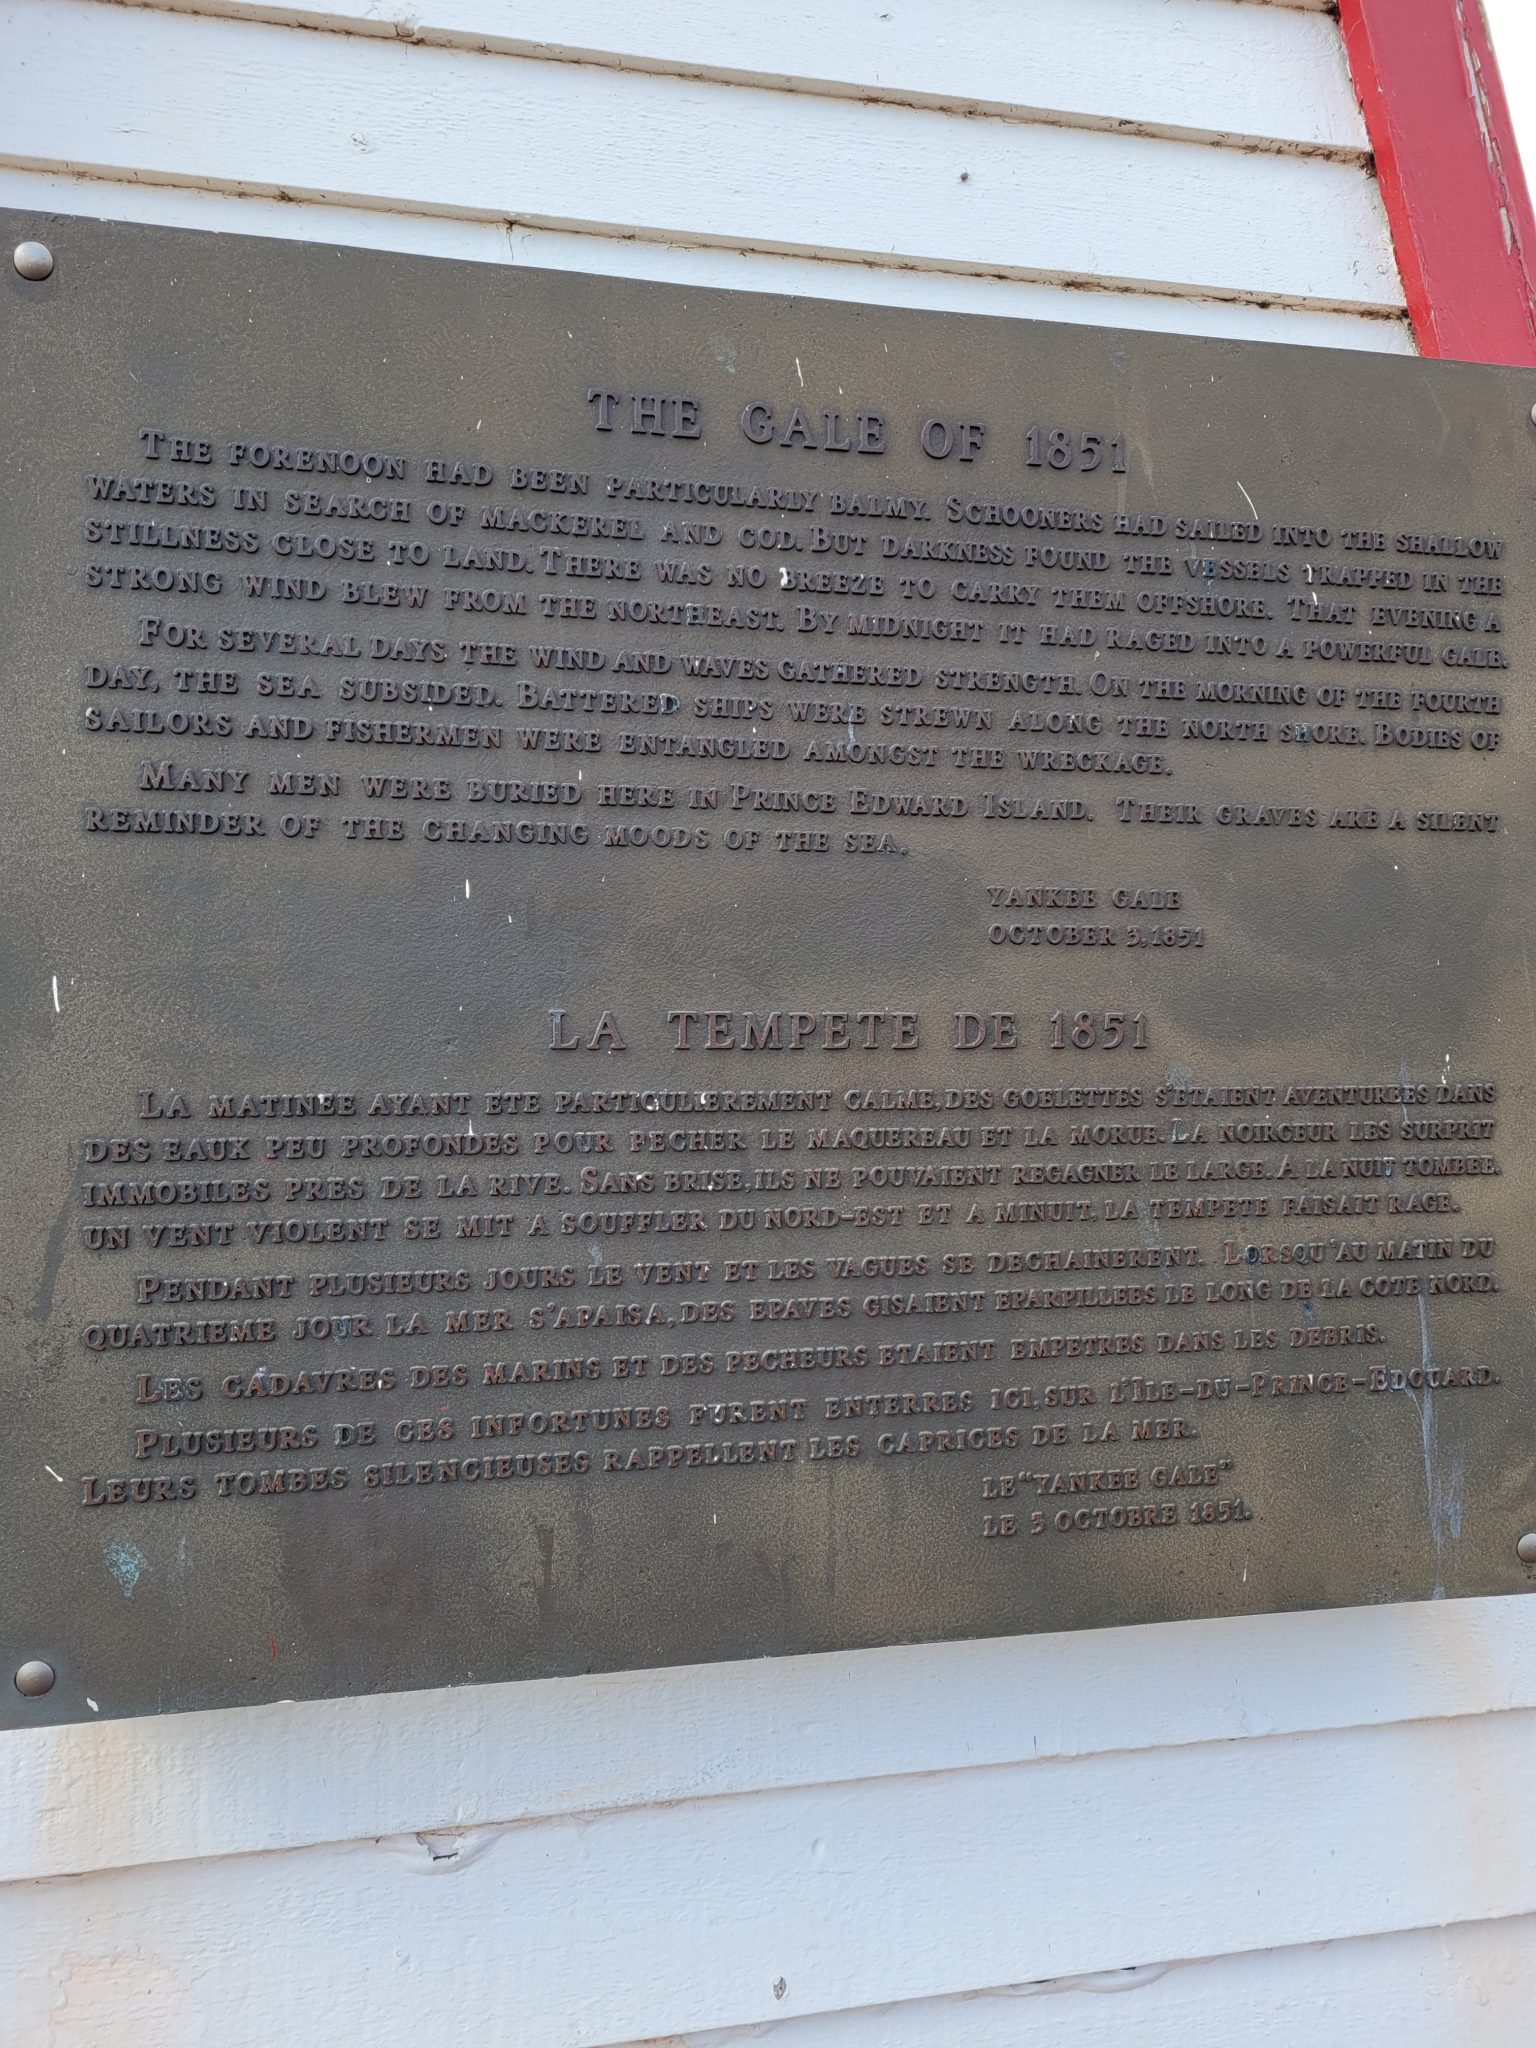 THE GALE OF 1851
THE FORENOON HAD BEEN PARTICULARLY BALMY. SCHOONERS HAD SAILED INTO THE SHALLOW
WATERS IN SEARCH OF MACKEREL AND COD. BUT DARKNESS FOUND THE VESSELS TRAPPED IN THE
STILLNESS CLOSE TO LAND. THERE WAS NO BREEZE TO CARRY THEM OFFSHORE. THAT EVENING A
STRONG WIND BLEW FROM THE NORTHEAST. BY MIDNIGHT IT HAD RAGED INTO A POWERFUL GALE.
FOR SEVERAL DAYS THE WIND AND WAVES GATHERED STRENGTH. ON THE MORNING OF THE FOURTH
DAY, THE SEA SUBSIDED. BATTERED SHIPS WERE STREWN ALONG THE NORTH SHORE. BODIES OF
SAILORS AND FISHERMEN WERE ENTANGLED AMONGST THE WRECKAGE.
MANY MEN WERE BURIED HERE IN PRINCE EDWARD ISLAND. THEIR GRAVES ARE A SILENT
REMINDER OF THE CHANGING MOODS OF THE SEA.
YANKEE GALE
OCTOBER 3, 1851
LA TEMPETE DE 1851
LA MATINEE AYANT ETE PARTICULIEREMENT CALME, DES GOELETTES S'ETAIENT AVENTUREES DANS
DES EAUX PEU PROFONDES POUR PECHER LE MAQUEREAU ET LA MORUE. LA NOIRCEUR LES SURPRIT
IMMOBILES PRES DE LA RIVE. SANS BRISE, ILS NE POUVAIENT REGAGNER LE LARGE. A LA NUIT TOMBEE.
UN VENT VIOLENT SE MIT A SOUFFLER DU NORD-EST ET A MINUIT, LA TEMPETE FAISAIT RAGE.
PENDANT PLUSIEURS JOURS LE VENT ET LES VAGUES SE DECHAINERENT. LORSQU'AU MATIN DU
QUATRIEME JOUR LA MER S'APAISA, DES EPAVES GISAIENT EPARPILLEES LE LONG DE LA COTE NORD.
LES CADAVRES DES MARINS ET DES PECHEURS ETAIENT EMPETRES DANS LES DEBRIS.
PLUSIEURS DE CES INFORTUNES FURENT ENTERRES ICI, SUR L'ILE-DU-PRINCE-EDOUARD.
LEURS TOMBES SILENCIEUSES RAPPELLENT LES CAPRICES DE LA MER.
LE "YANKEE GALE"
LE 3 OCTOBRE 1851.